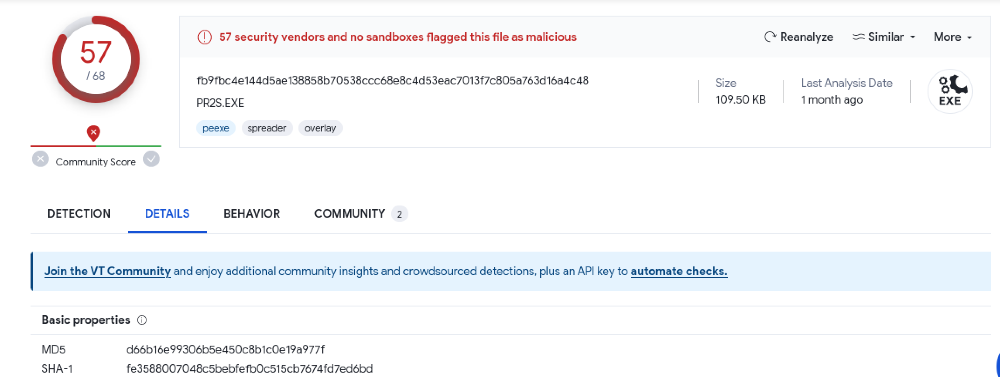 57
/ 68
Community Score
57 security vendors and no sandboxes flagged this file as malicious
Reanalyze
Similar
More
fb9fbc4e144d5ae138858b70538ccc68e8c4d53eac7013f7c805a763d16a4c48
PR2S.EXE
peexe
spreader
overlay
Size
109.50 KB
Last Analysis Date
1 month ago
EXE
DETECTION
DETAILS
BEHAVIOR
COMMUNITY 2
Join the VT Community and enjoy additional community insights and crowdsourced detections, plus an API key to automate checks.
Basic properties
MD5 d66b16e99306b5e450c8b1c0e19a977f
SHA-1 fe3588007048c5bebfefb0c515cb7674fd7ed6bd